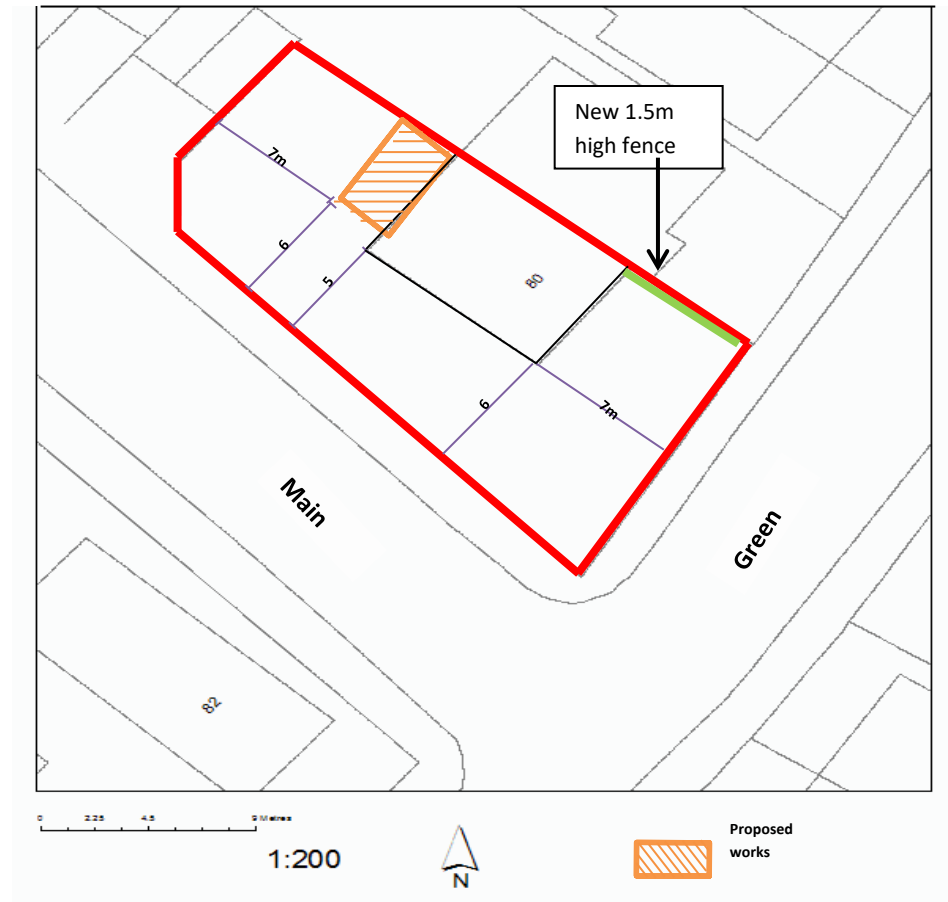 New 1.5m
high fence
7m
6
5
80
6
7m
Main
Green
82
0 2.25 4.5 9 Metres
1:200
N
Proposed
works